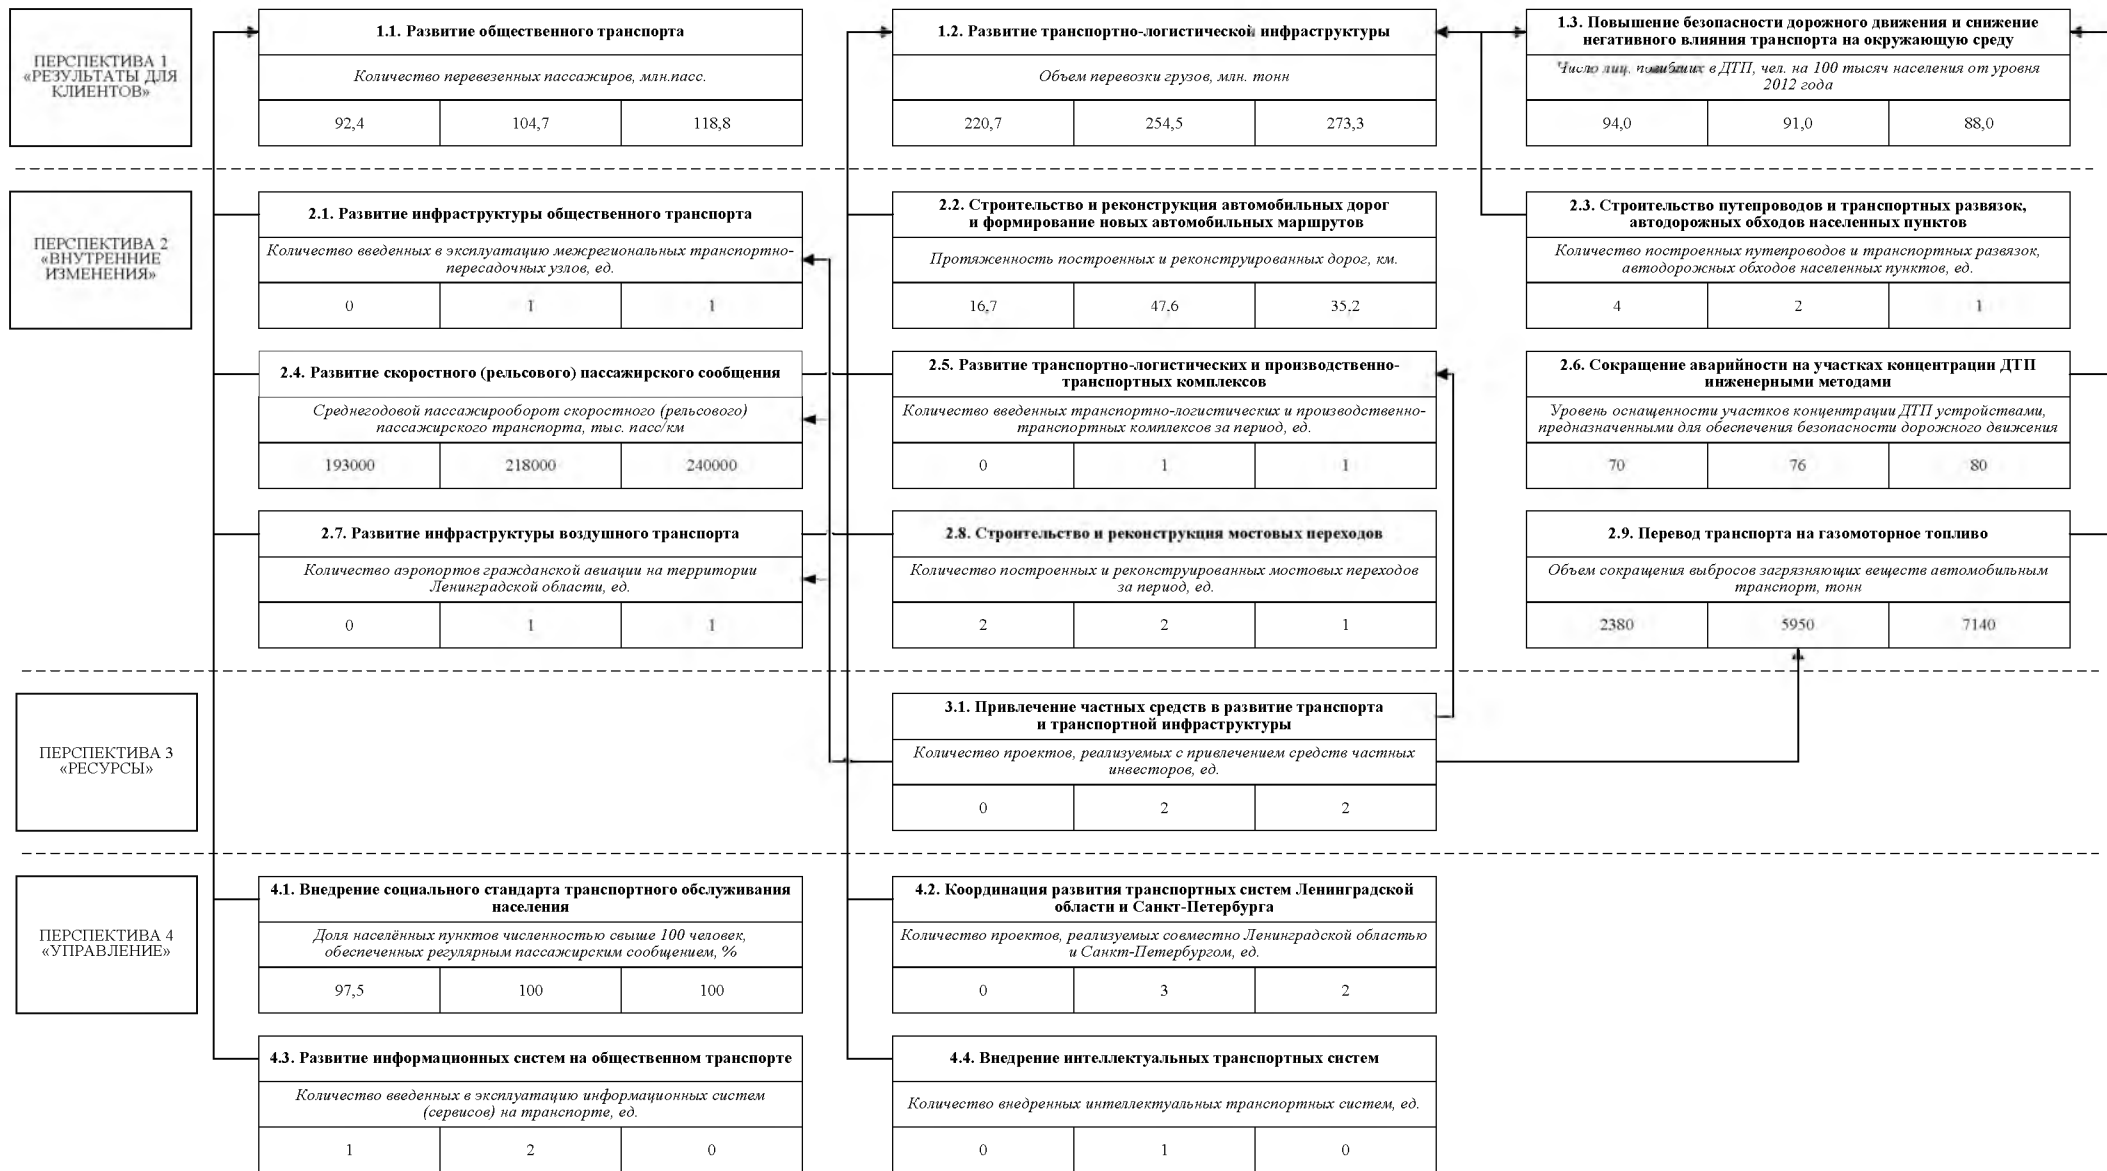 ПЕРСПЕКТИВА 1
«РЕЗУЛЬТАТЫ ДЛЯ
КЛИЕНТОВ»
1.1. Развитие общественного транспорта
Количество перевезенных пассажиров, млн.пасс.
92,4 104,7 118,8
1.2. Развитие транспортно-логистической инфраструктуры
Объем перевозки грузов, млн. тонн
220,7 254,5 273,3
1.3. Повышение безопасности дорожного движения и снижение
негативного влияния транспорта на окружающую среду
Число лиц, погибших в ДТП, чел. на 100 тысяч населения от уровня
2012 года
94,0 91,0 88,0
ПЕРСПЕКТИВА 2
«ВНУТРЕННИЕ
ИЗМЕНЕНИЯ»
2.1. Развитие инфраструктуры общественного транспорта
Количество введенных в эксплуатацию межрегиональных транспортно-
пересадочных узлов, ед.
0 1 1
2.2. Строительство и реконструкция автомобильных дорог
и формирование новых автомобильных маршрутов
Протяженность построенных и реконструированных дорог, км.
16,7 47,6 35,2
2.3. Строительство путепроводов и транспортных развязок,
автодорожных обходов населенных пунктов
Количество построенных путепроводов и транспортных развязок,
автодорожных обходов населенных пунктов, ед.
4 2 1
2.4. Развитие скоростного (рельсового) пассажирского сообщения
Среднегодовой пассажирооборот скоростного (рельсового)
пассажирского транспорта, тыс. пасс/км
193000 218000 240000
2.5. Развитие транспортно-логистических и производственно-
транспортных комплексов
Количество введенных транспортно-логистических и производственно-
транспортных комплексов за период, ед.
0 1 1
2.6. Сокращение аварийности на участках концентрации ДТП
инженерными методами
Уровень оснащенности участков концентрации ДТП устройствами,
предназначенными для обеспечения безопасности дорожного движения
70 76 80
2.7. Развитие инфраструктуры воздушного транспорта
Количество аэропортов гражданской авиации на территории
Ленинградской области, ед.
0 1 1
2.8. Строительство и реконструкция мостовых переходов
Количество построенных и реконструированных мостовых переходов
за период, ед.
2 2 1
2.9. Перевод транспорта на газомоторное топливо
Объем сокращения выбросов загрязняющих веществ автомобильным
транспорт, тонн
2380 5950 7140
ПЕРСПЕКТИВА 3
«РЕСУРСЫ»
3.1. Привлечение частных средств в развитие транспорта
и транспортной инфраструктуры
Количество проектов, реализуемых с привлечением средств частных
инвесторов, ед.
0 2 2
ПЕРСПЕКТИВА 4
«УПРАВЛЕНИЕ»
4.1. Внедрение социального стандарта транспортного обслуживания
населения
Доля населённых пунктов численностью свыше 100 человек,
обеспеченных регулярным пассажирским сообщением, %
97,5 100 100
4.2. Координация развития транспортных систем Ленинградской
области и Санкт-Петербурга
Количество проектов, реализуемых совместно Ленинградской областью
и Санкт-Петербургом, ед.
0 3 2
4.3. Развитие информационных систем на общественном транспорте
Количество введенных в эксплуатацию информационных систем
(сервисов) на транспорте, ед.
1 2 0
4.4. Внедрение интеллектуальных транспортных систем
Количество внедренных интеллектуальных транспортных систем, ед.
0 1 0